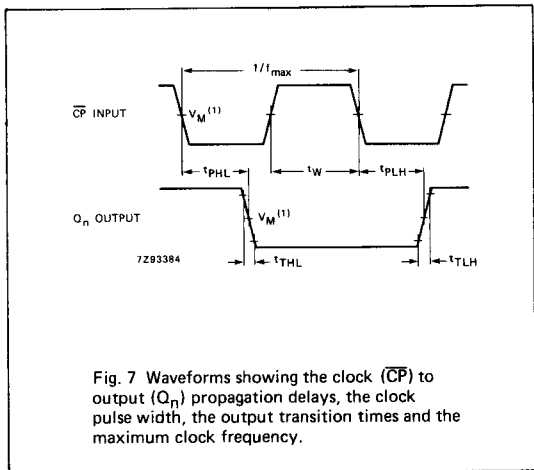 1/fmax
CP INPUT
VM(1)
tPHL
tW
tPLH
Qn OUTPUT
VM(1)
7Z93384
tTHL
tTLH
Fig. 7 Waveforms showing the clock (CP) to
output (Qn) propagation delays, the clock
pulse width, the output transition times and the
maximum clock frequency.